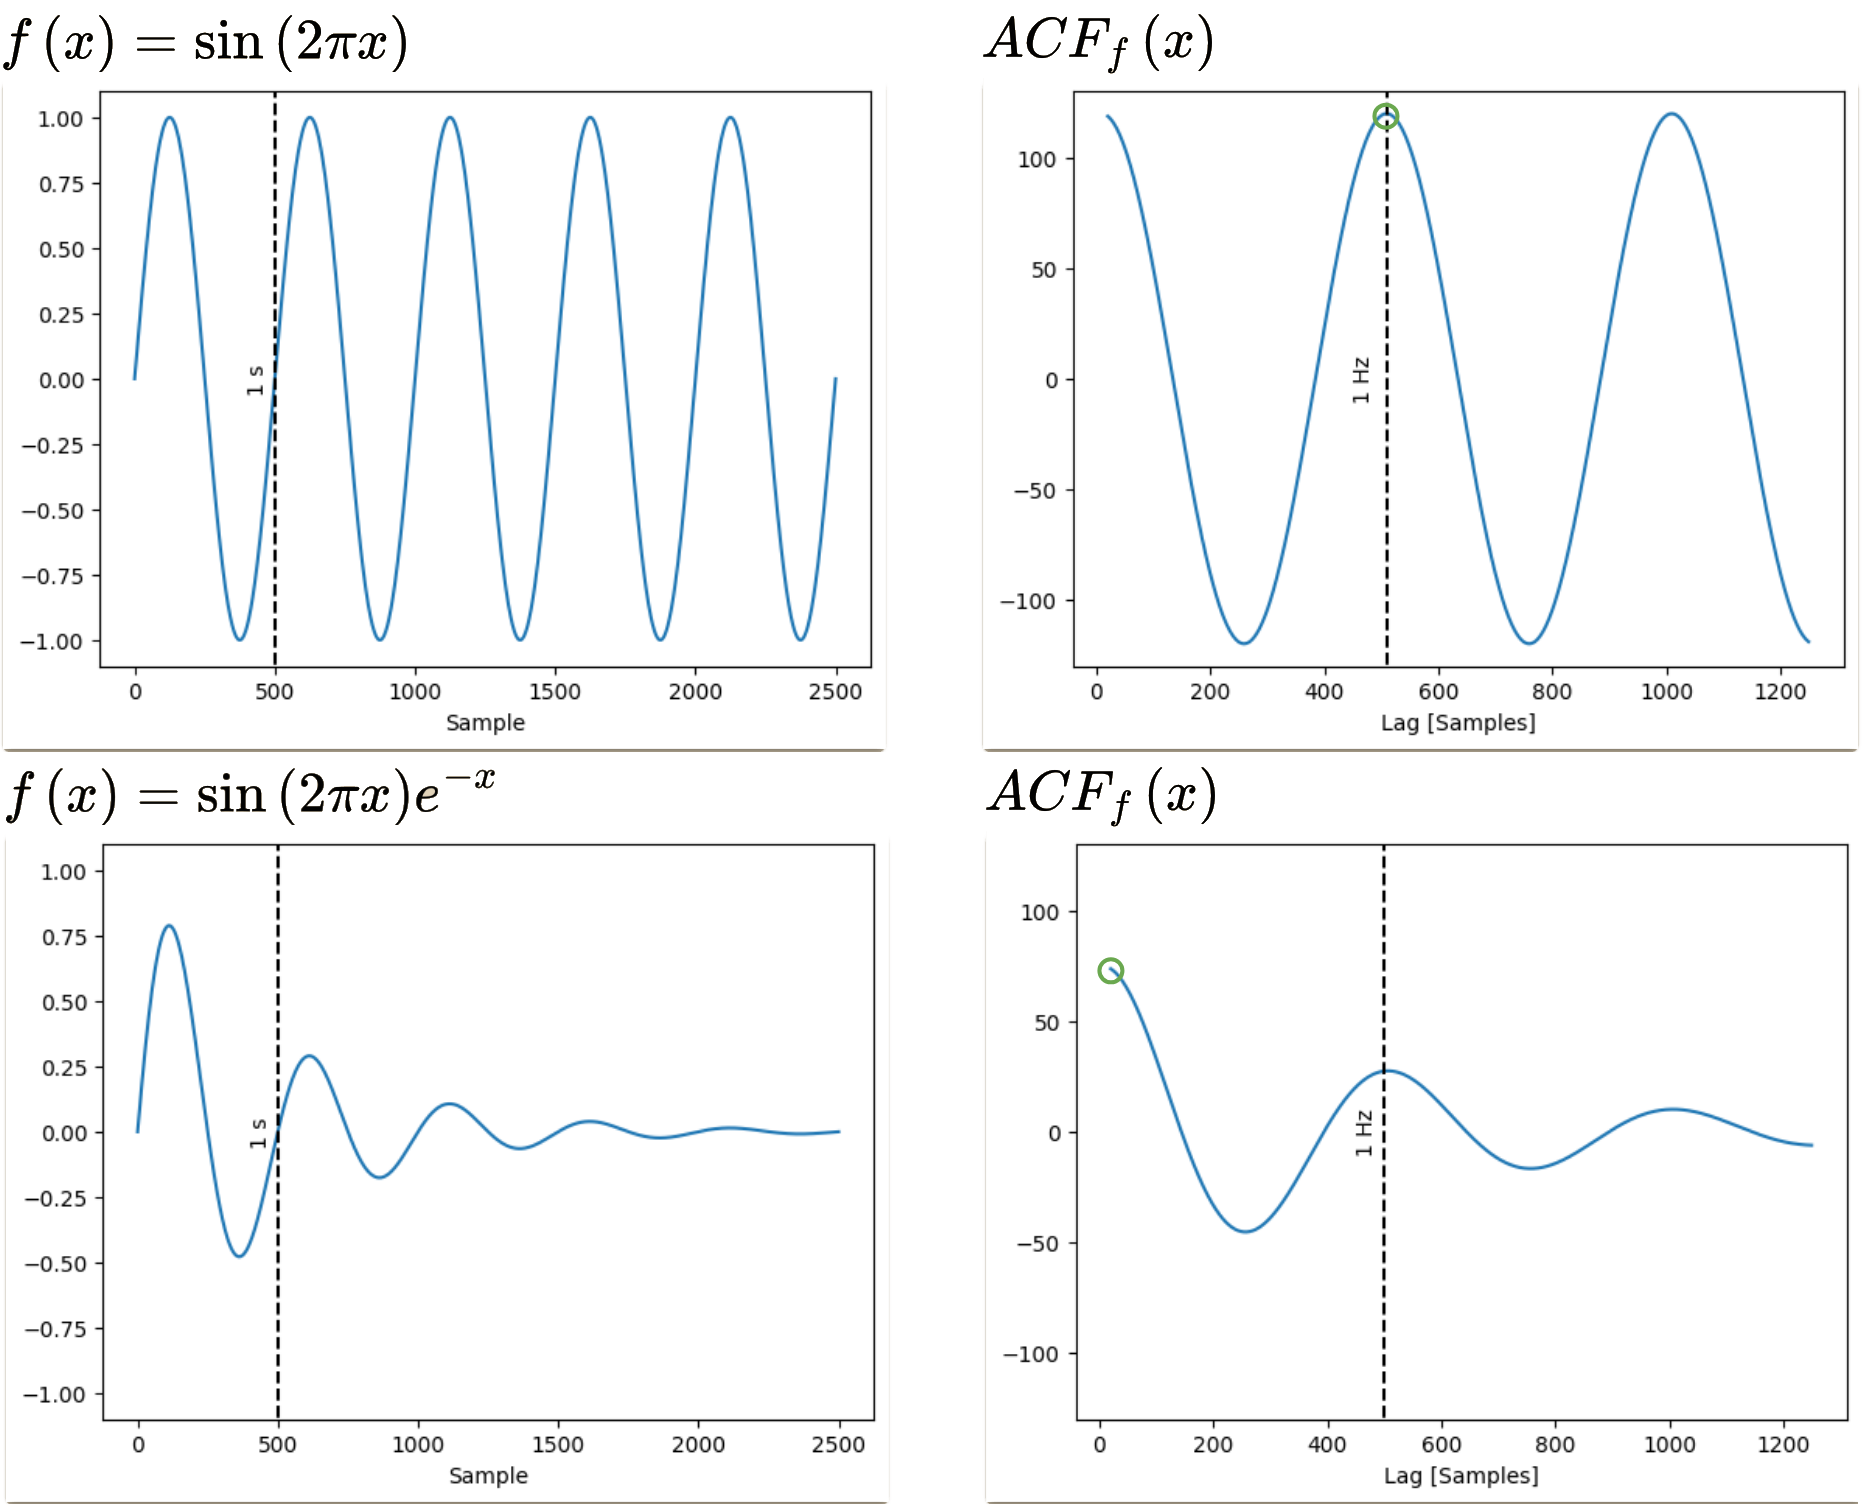 f (x) = sin (2πx)
ACF_f (x)
1.00
0.75
0.50
0.25
0.00
−0.25
−0.50
−0.75
−1.00
1 s
0 500 1000 1500 2000 2500
Sample
100
50
0
−50
−100
1 Hz
0 200 400 600 800 1000 1200
Lag [Samples]
f (x) = sin (2πx)e^{−x}
ACF_f (x)
1.00
0.75
0.50
0.25
0.00
−0.25
−0.50
−0.75
−1.00
1 s
0 500 1000 1500 2000 2500
Sample
100
50
0
−50
−100
1 Hz
0 200 400 600 800 1000 1200
Lag [Samples]